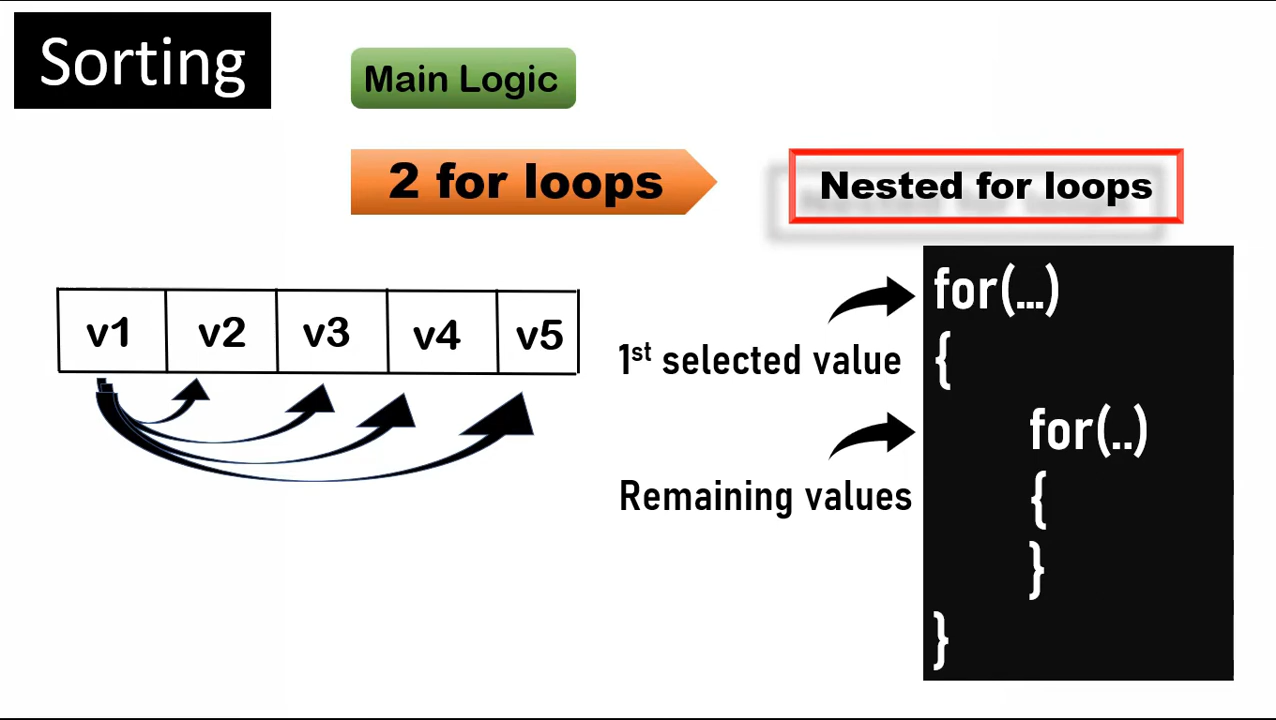 Sorting
Main Logic
2 for loops
Nested for loops
v1 v2 v3 v4 v5
1st selected value
Remaining values
for(...)
{
for(..)
{
}
}